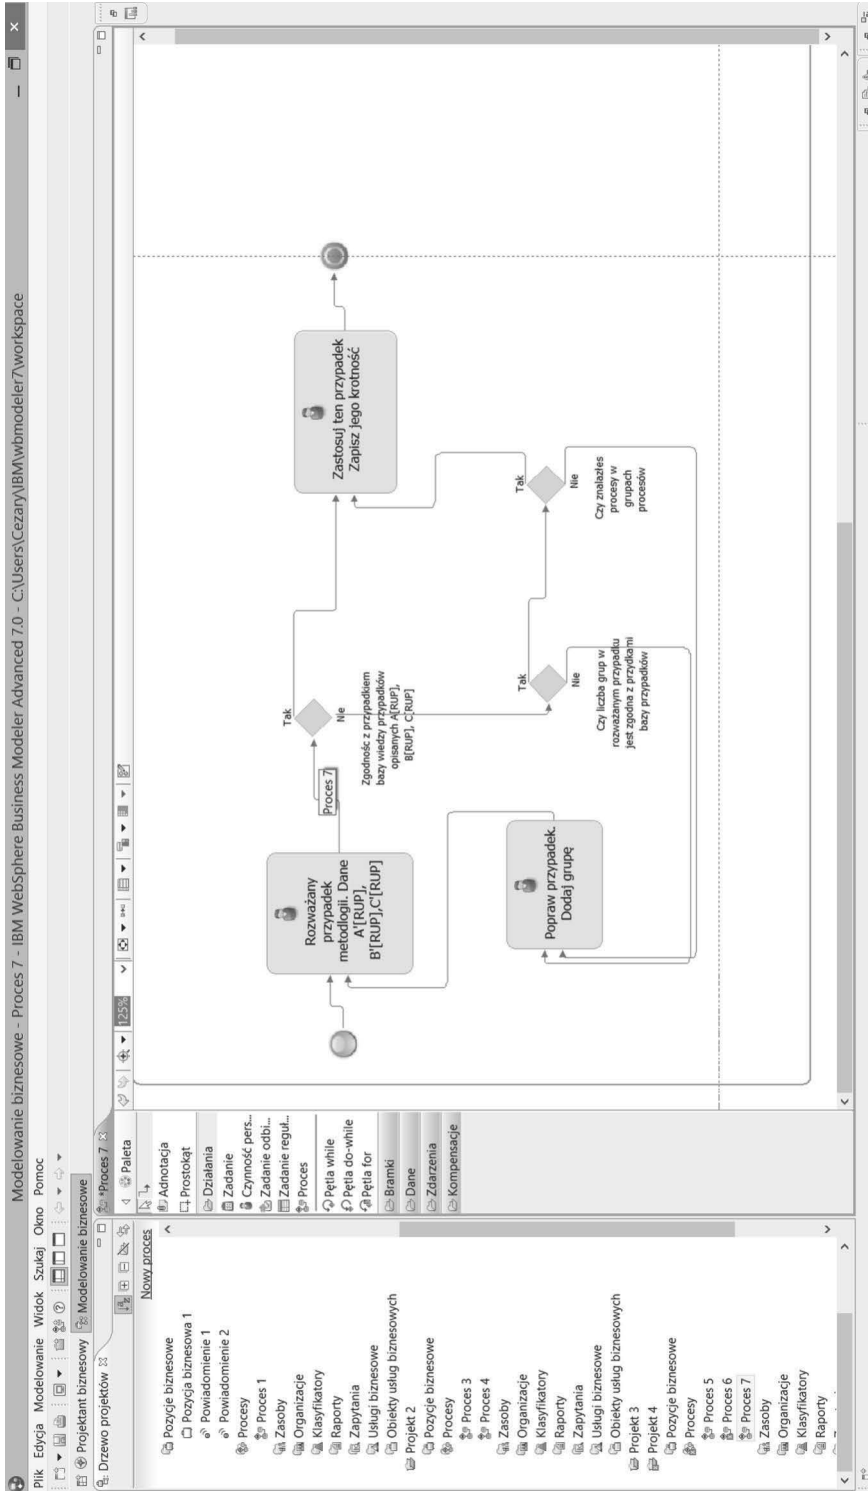 Modelowanie biznesowe - Proces 7 - IBM WebSphere Business Modeler Advanced 7.0 - C:\Users\Cezary\IBM\wbmodeler7\workspace
Plik Edycja Modelowanie Widok Szukaj Okno Pomoc
Projektant biznesowy Modelowanie biznesowe
Drzewo projektów
Nowy proces
Pozycje biznesowe
Pozycja biznesowa 1
Powiadomienie 1
Powiadomienie 2
Procesy
Proces 1
Zasoby
Organizacje
Klasyfikatory
Raporty
Zapytania
Usługi biznesowe
Obiekty usług biznesowych
Projekt 2
Pozycje biznesowe
Procesy
Proces 3
Proces 4
Zasoby
Organizacje
Klasyfikatory
Raporty
Zapytania
Usługi biznesowe
Obiekty usług biznesowych
Projekt 3
Projekt 4
Pozycje biznesowe
Procesy
Proces 5
Proces 6
Proces 7
Zasoby
Organizacje
Klasyfikatory
Raporty
*Proces 7
125%
Paleta
Adnotacja
Prostokąt
Działania
Zadanie
Czynność pers...
Zadanie odbi...
Zadanie reguł...
Proces
Pętla while
Pętla do-while
Pętla for
Bramki
Dane
Zdarzenia
Kompensacje
Rozważany
przypadek
metodlogii. Dane
A'[RUP],
B'[RUP],C'[RUP]
Proces 7
Tak
Nie
Zgodność z przypadkiem
bazy wiedzy przypadków
opisanych A[RUP],
B[RUP], C[RUP]
Zastosuj ten przypadek
Zapisz jego krotność
Popraw przypadek.
Dodaj grupę
Tak
Nie
Czy liczba grup w
rozważanym przypadku
jest zgodna z przydkami
bazy przypadków
Tak
Nie
Czy znalazłes
procesy w
grupach
procesów